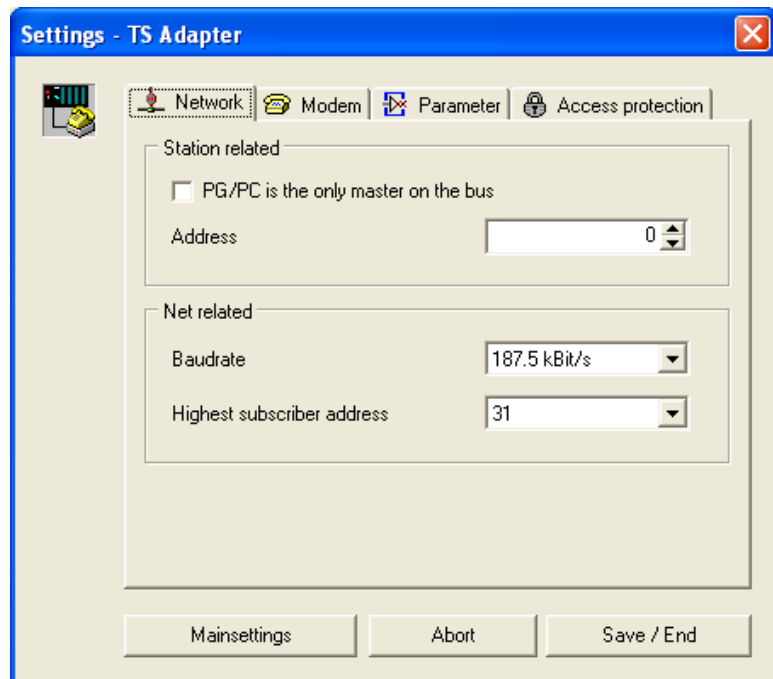 Settings - TS Adapter
Network Modem Parameter Access protection
Station related
PG/PC is the only master on the bus
Address 0
Net related
Baudrate 187.5 kBit/s
Highest subscriber address 31
Mainsettings Abort Save / End